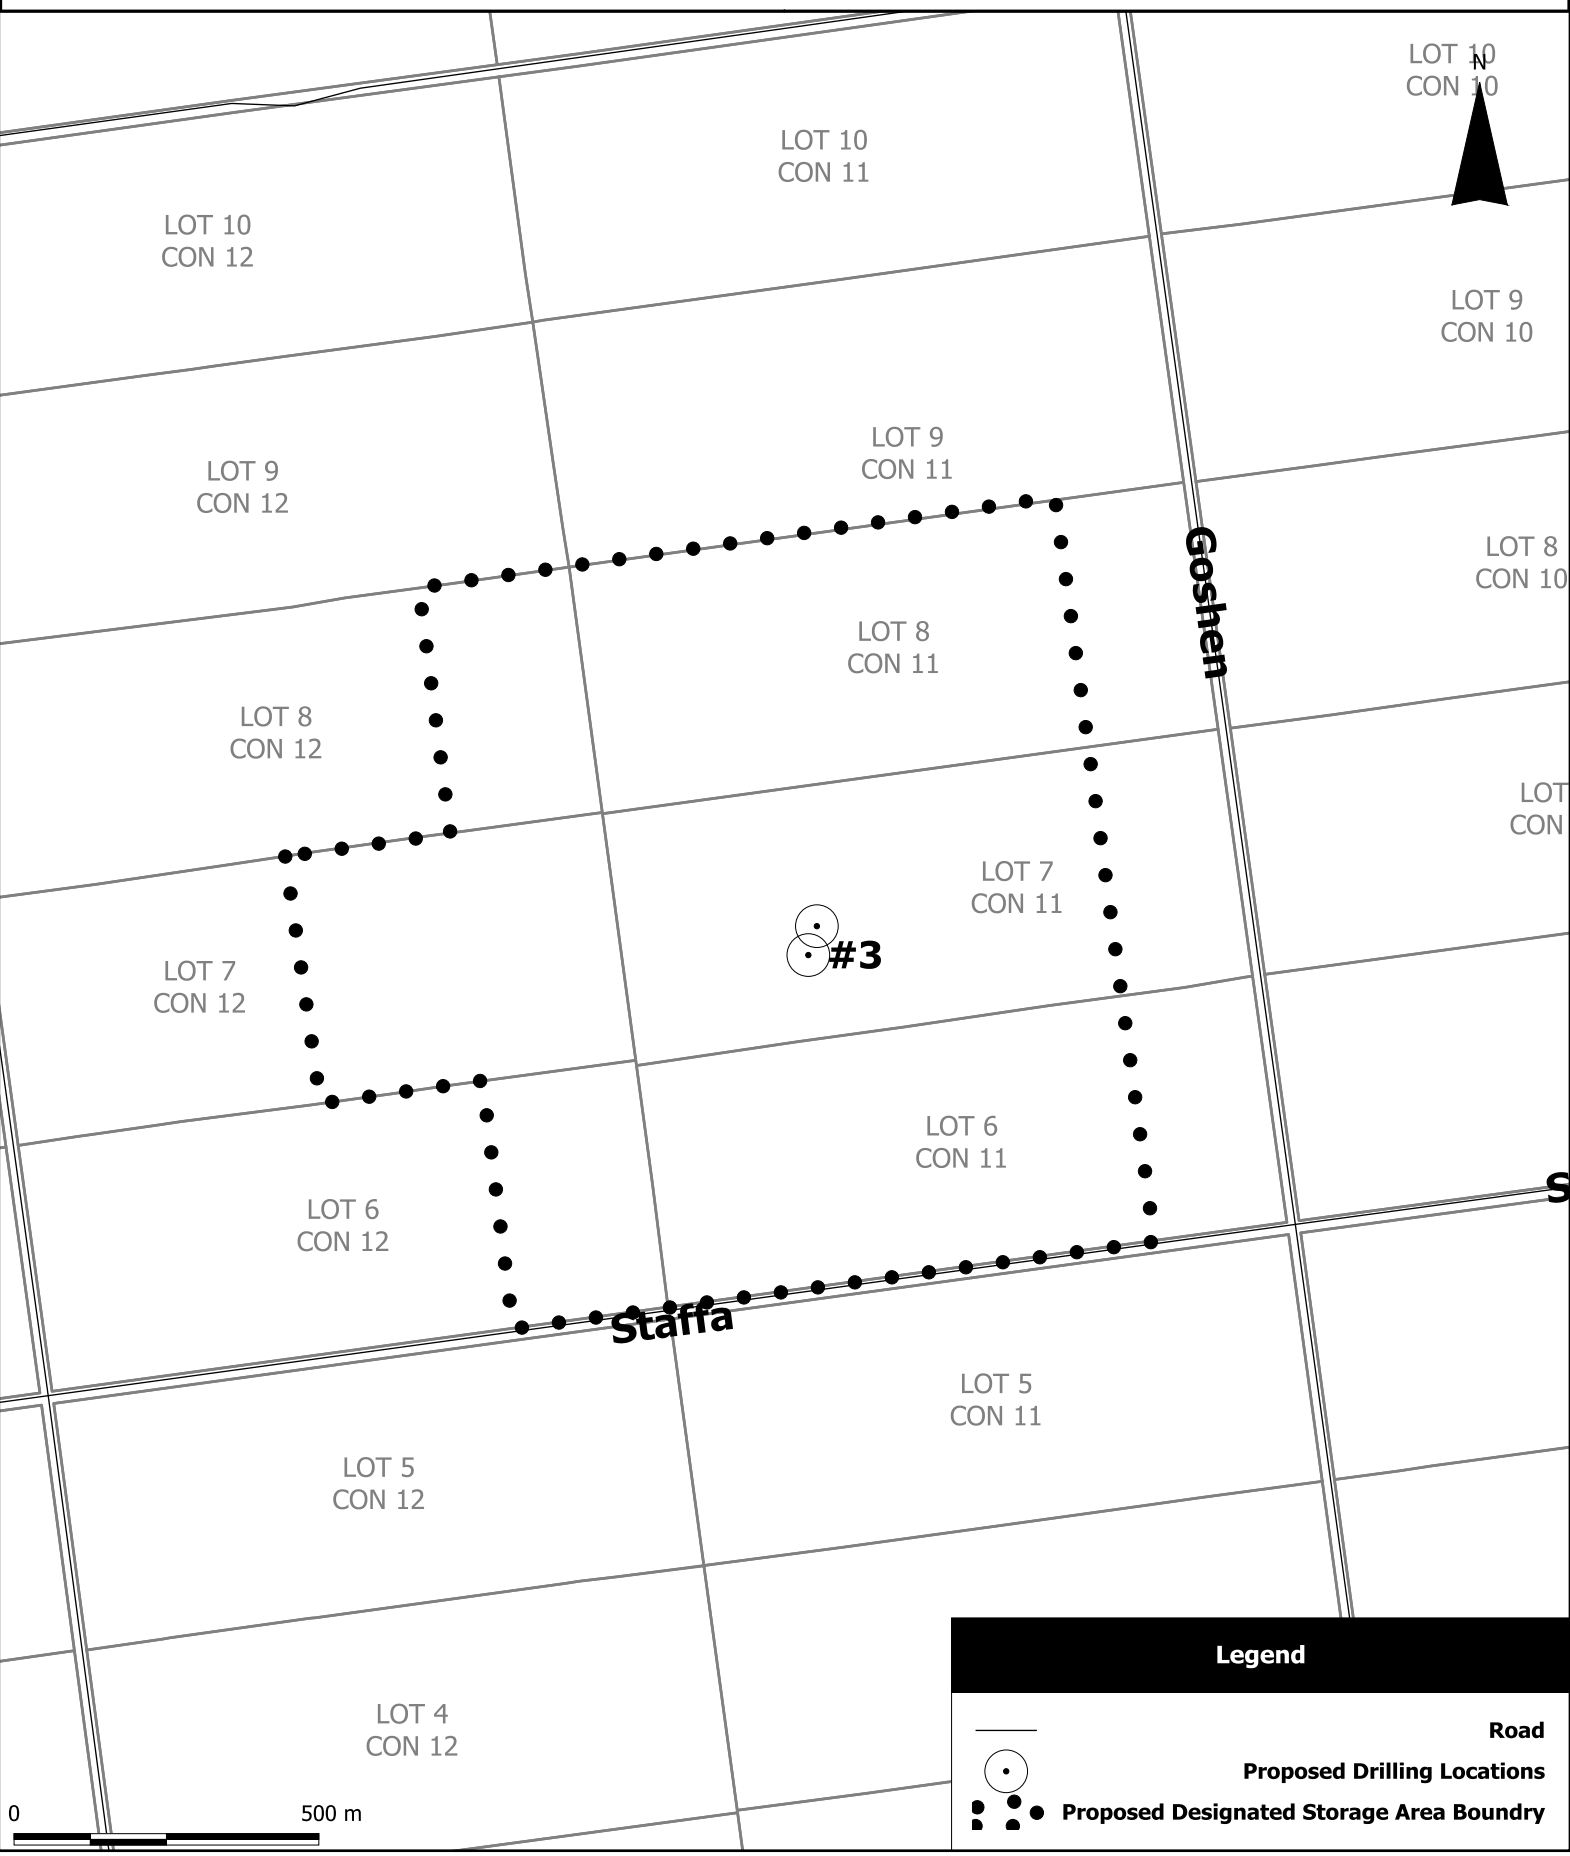 LOT 10
CON 10
N
LOT 10
CON 11
LOT 10
CON 12
LOT 9
CON 10
LOT 9
CON 11
LOT 9
CON 12
Goshen
LOT 8
CON 10
LOT 8
CON 11
LOT 8
CON 12
LOT
CON
LOT 7
CON 11
#3
LOT 7
CON 12
LOT 6
CON 11
S
LOT 6
CON 12
Staffa
LOT 5
CON 11
LOT 5
CON 12
LOT 4
CON 12
Legend
Road
Proposed Drilling Locations
Proposed Designated Storage Area Boundry
0 500 m